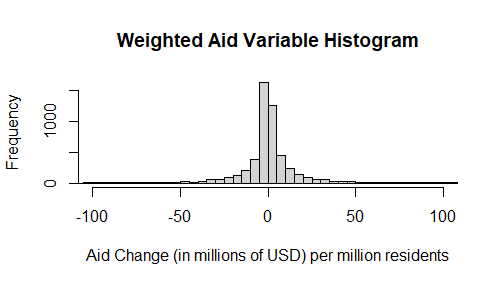 Weighted Aid Variable Histogram
Frequency
1000
0
-100 -50 0 50 100
Aid Change (in millions of USD) per million residents